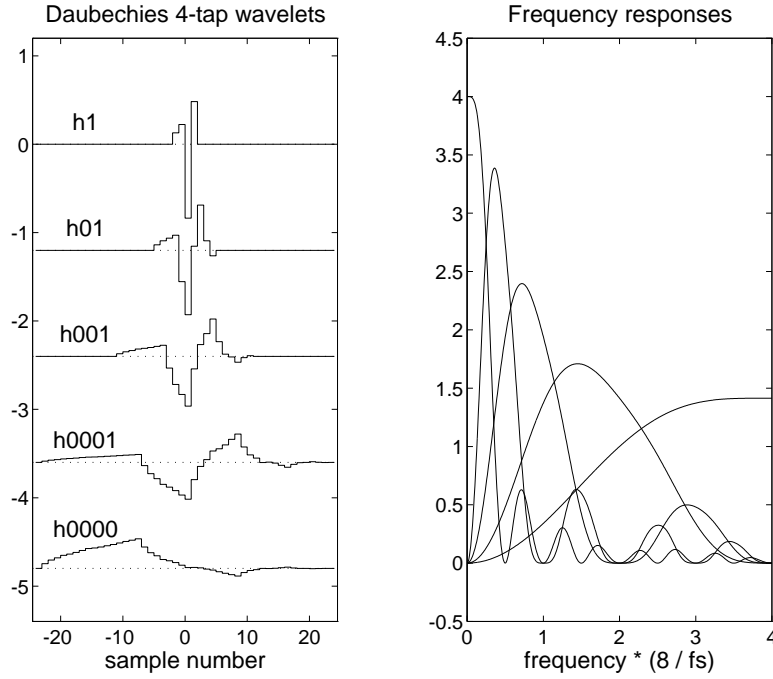 Daubechies 4-tap wavelets
1
0
-1
-2
-3
-4
-5
h1
h01
h001
h0001
h0000
-20 -10 0 10 20
sample number
Frequency responses
4.5
4
3.5
3
2.5
2
1.5
1
0.5
0
-0.5
0 1 2 3 4
frequency * (8 / fs)